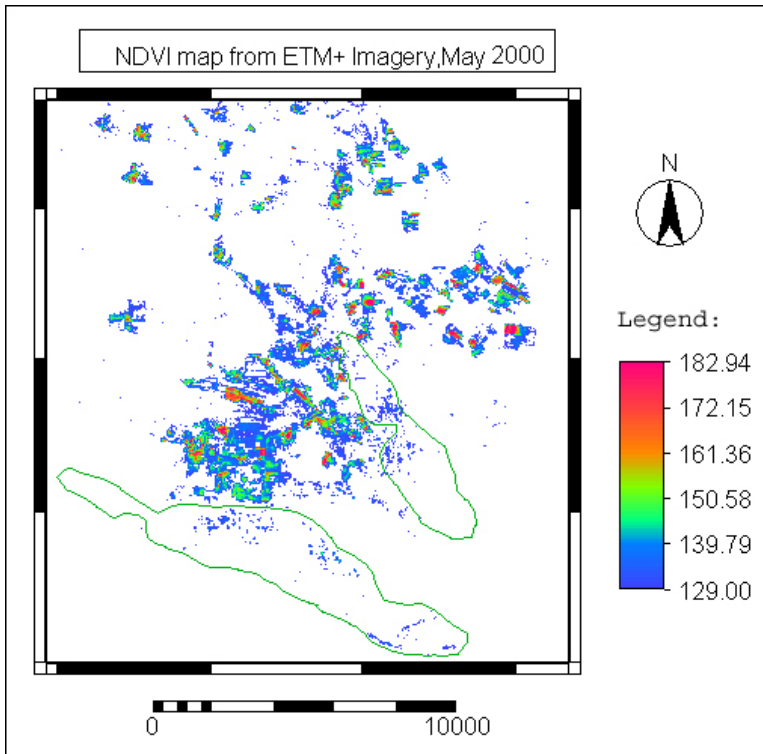 NDVI map from ETM+ Imagery,May 2000
N
Legend:
182.94
172.15
161.36
150.58
139.79
129.00
0 10000